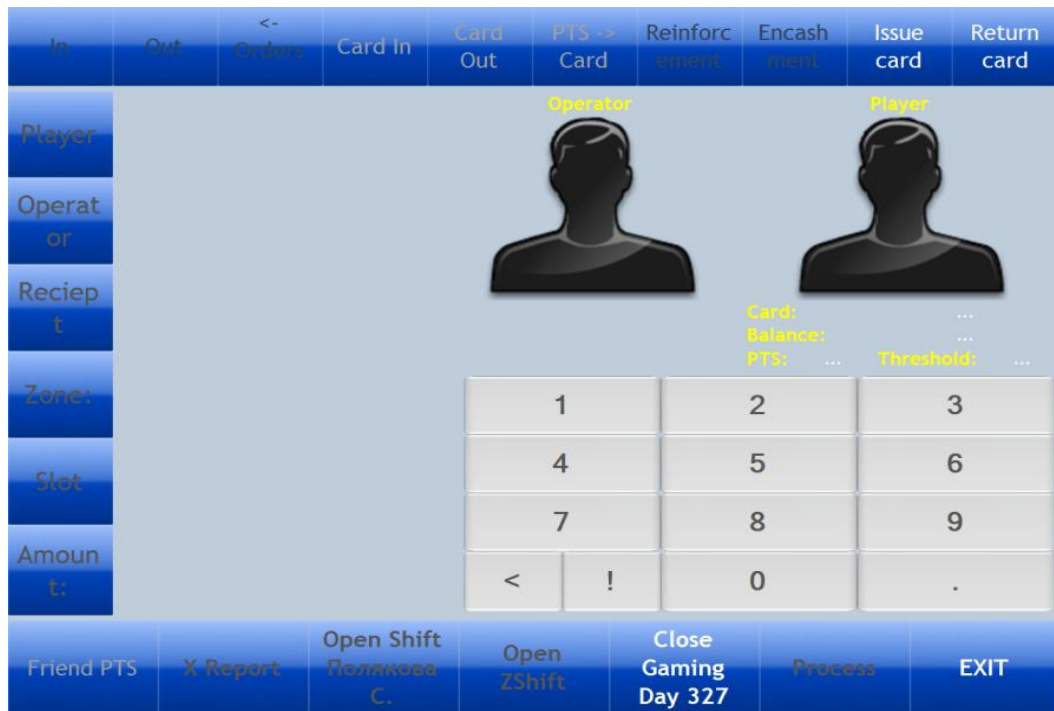 In
Out
<-
Orders
Card In
Card
Out
PTS ->
Card
Reinforc
ement
Encash
ment
Issue
card
Return
card
Player
Operat
or
Reciep
t
Zone:
Slot
Amoun
t:
Operator
Player
Card: ...
Balance: ...
PTS: ... Threshold: ...
1 2 3
4 5 6
7 8 9
< ! 0 .
Friend PTS
X Report
Open Shift
Полякова
С.
Open
ZShift
Close
Gaming
Day 327
Process
EXIT